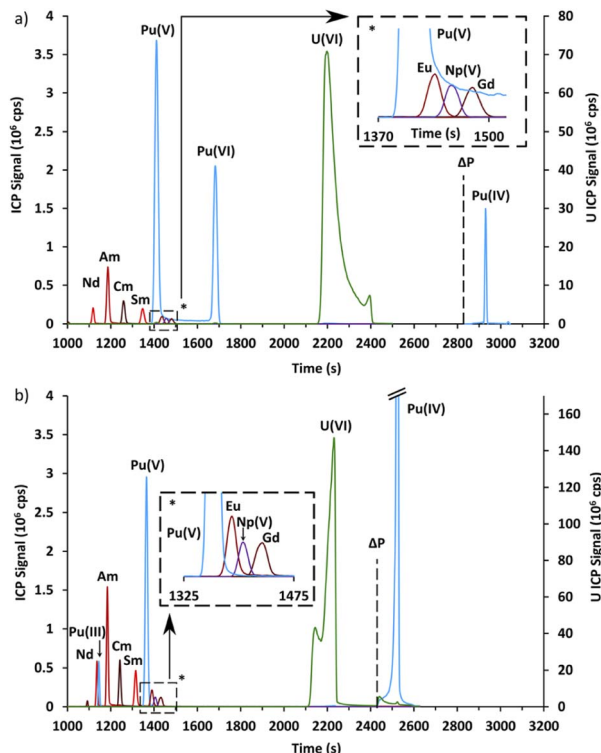 a)
4
3.5
3
2.5
2
1.5
1
0.5
0
ICP Signal (10⁶ cps)
80
70
60
50
40
30
20
10
0
U ICP Signal (10⁶ cps)
Pu(V)
U(VI)
Pu(VI)
Nd
Am
Cm
Sm
*
ΔP
Pu(IV)
*
Pu(V)
Eu
Np(V)
Gd
1370 Time (s) 1500
1000 1200 1400 1600 1800 2000 2200 2400 2600 2800 3000 3200
Time (s)
b)
4
3.5
3
2.5
2
1.5
1
0.5
0
ICP Signal (10⁶ cps)
160
140
120
100
80
60
40
20
0
U ICP Signal (10⁶ cps)
Pu(V)
U(VI)
Pu(IV)
Am
Pu(III)
Nd
Cm
Sm
*
ΔP
*
Eu
Pu(V)
Np(V)
Gd
1325 1475
1000 1200 1400 1600 1800 2000 2200 2400 2600 2800 3000 3200
Time (s)